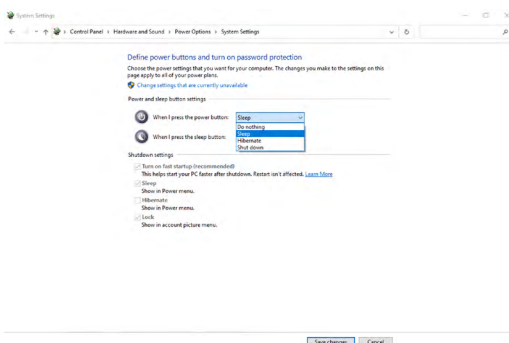 System Settings
Control Panel > Hardware and Sound > Power Options > System Settings
Define power buttons and turn on password protection
Choose the power settings that you want for your computer. The changes you make to the settings on this
page apply to all of your power plans.
Change settings that are currently unavailable
Power and sleep button settings
When I press the power button: Sleep
Do nothing
Sleep
Hibernate
Shut down
When I press the sleep button:
Shutdown settings
Turn on fast startup (recommended)
This helps start your PC faster after shutdown. Restart isn't affected. Learn More
Sleep
Show in Power menu.
Hibernate
Show in Power menu.
Lock
Show in account picture menu.
Save changes Cancel